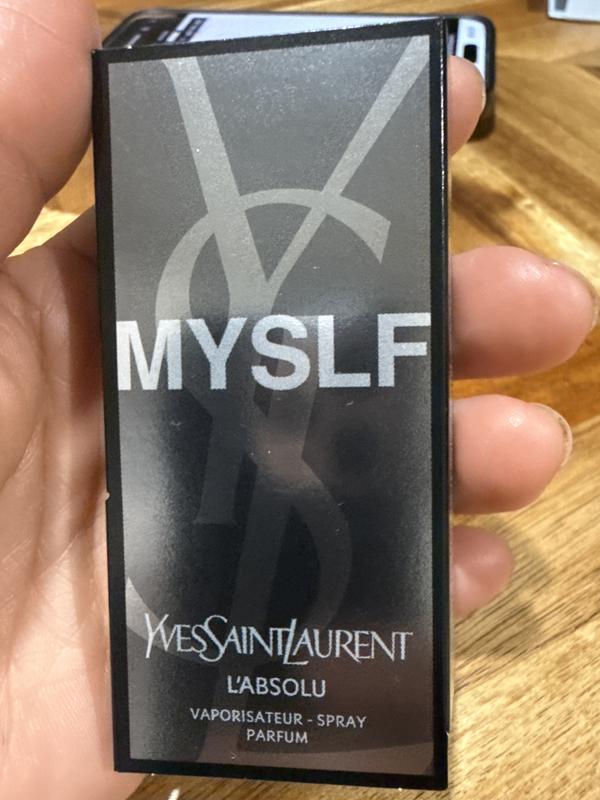 MYSLF
YVESSAINTLAURENT
L'ABSOLU
VAPORISATEUR - SPRAY
PARFUM